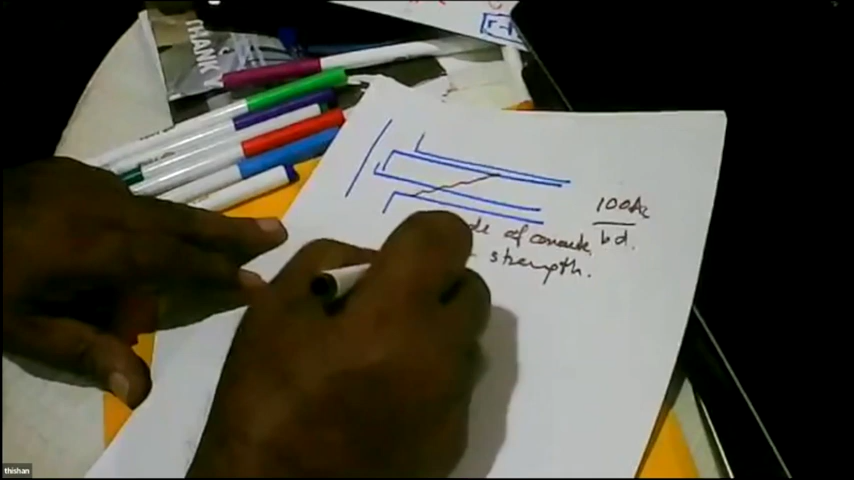 THANK Y
100As
bd.
de of concrete
strength.
thishan